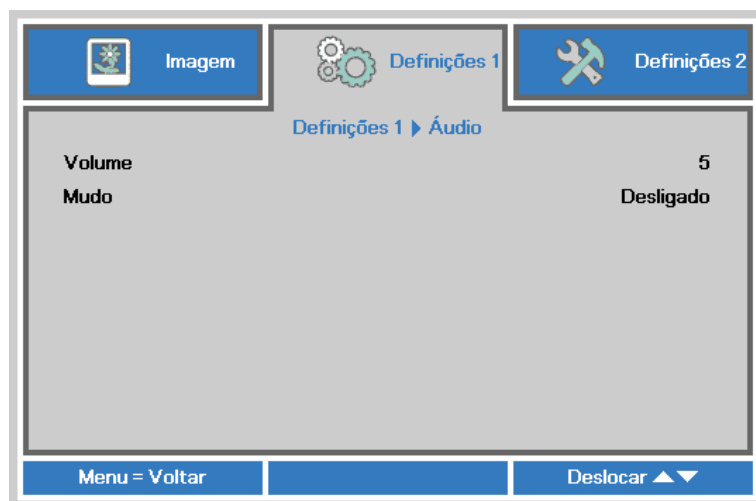 Imagem
Definições 1
Definições 2
Definições 1 ▶ Áudio
Volume 5
Mudo Desligado
Menu = Voltar
Deslocar ▲▼